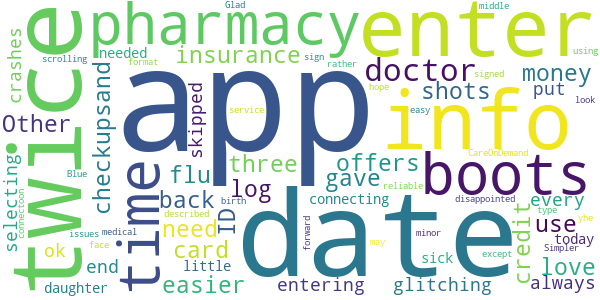 Glad
middle
pharmacy
enter
twice
crashes
scrolling
needed
insurance
sign
rather
using
format
checkupsand
skipped
app
doctor
money
signed
shots
put
hope
look
Other
service
info
easy
three
offers
CareOnDemand
flu
gave
boots
reliable
selecting
Blue
time
back
log
connecting
disappointed
every
connectoon
ID
date
birth
need
use
type
issues
medical
described
credit
today
yhe
ok
face
card
forward
sick
except
minor
Simpler
love
end
little
may
daughter
easier
entering
glitching
always